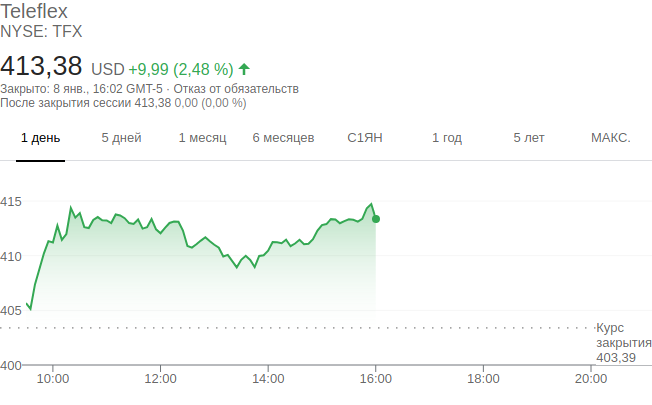 Teleflex
NYSE: TFX
413,38 USD +9,99 (2,48 %)
Закрыто: 8 янв., 16:02 GMT-5 · Отказ от обязательств
После закрытия сессии 413,38 0,00 (0,00 %)
1 день 5 дней 1 месяц 6 месяцев С1ЯН 1 год 5 лет МАКС.
415
410
405
Курс
закрытия
403,39
400
10:00 12:00 14:00 16:00 18:00 20:00